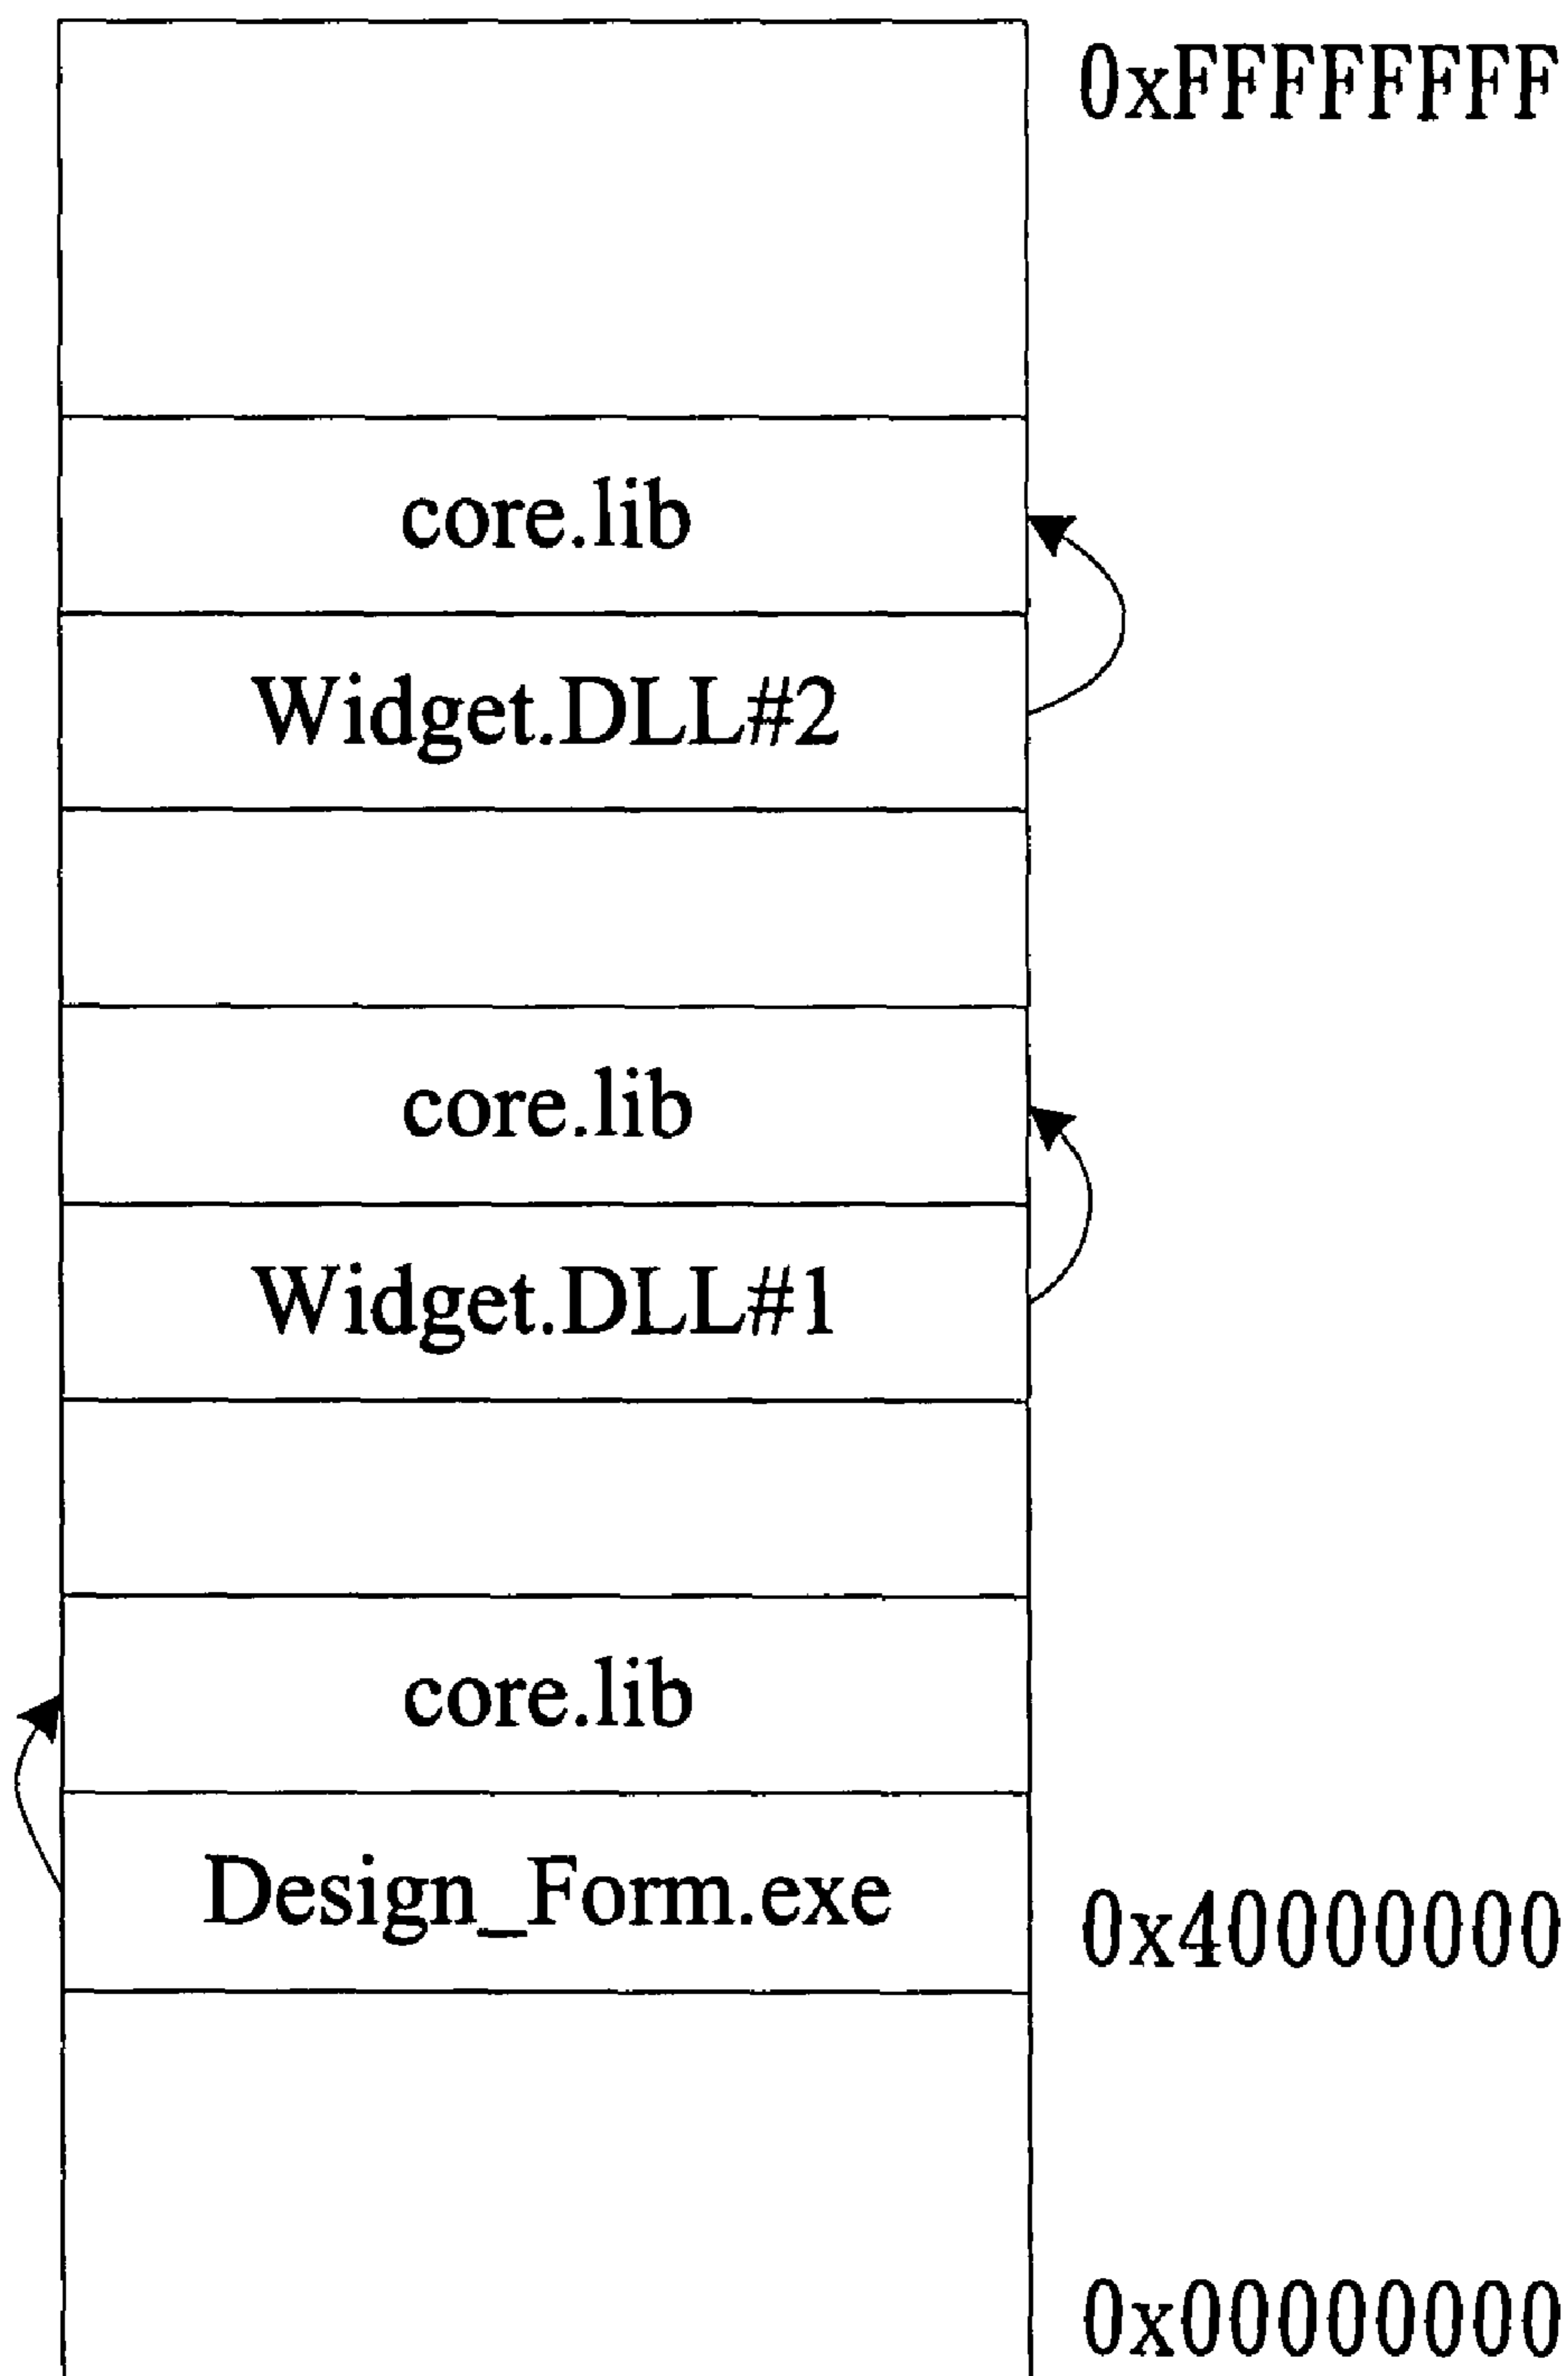 0xFFFFFFFF
core.lib
Widget.DLL#2
core.lib
Widget.DLL#1
core.lib
Design_Form.exe
0x40000000
0x00000000